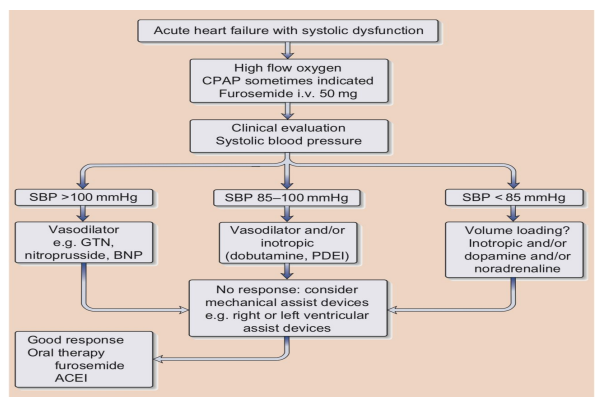 Acute heart failure with systolic dysfunction
High flow oxygen
CPAP sometimes indicated
Furosemide i.v. 50 mg
Clinical evaluation
Systolic blood pressure
SBP >100 mmHg
SBP 85–100 mmHg
SBP < 85 mmHg
Vasodilator
e.g. GTN,
nitroprusside, BNP
Vasodilator and/or
inotropic
(dobutamine, PDEI)
Volume loading?
Inotropic and/or
dopamine and/or
noradrenaline
No response: consider
mechanical assist devices
e.g. right or left ventricular
assist devices
Good response
Oral therapy
furosemide
ACEI